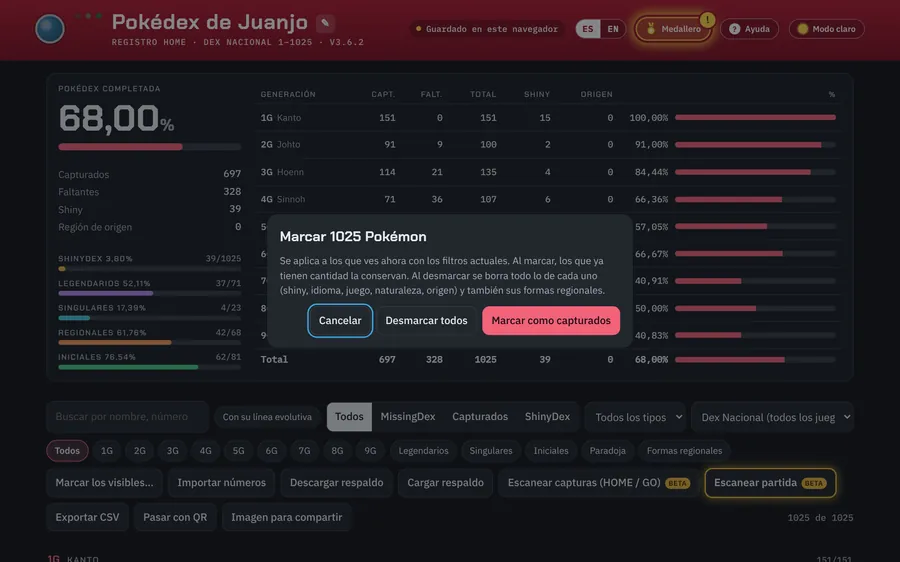 Pokédex de Juanjo ✎
REGISTRO HOME · DEX NACIONAL 1–1025 · V3.6.2
Guardado en este navegador
ES EN
Medallero !
? Ayuda
Modo claro
POKÉDEX COMPLETADA
68,00%
Capturados 697
Faltantes 328
Shiny 39
Región de origen 0
SHINYDEX 3,80% 39/1025
LEGENDARIOS 52,11% 37/71
SINGULARES 17,39% 4/23
REGIONALES 61,76% 42/68
INICIALES 76,54% 62/81
GENERACIÓN CAPT. FALT. TOTAL SHINY ORIGEN %
1G Kanto 151 0 151 15 0 100,00%
2G Johto 91 9 100 2 0 91,00%
3G Hoenn 114 21 135 4 0 84,44%
4G Sinnoh 71 36 107 6 0 66,36%
57,05%
66,67%
40,91%
50,00%
40,83%
Total 697 328 1025 39 0 68,00%
Marcar 1025 Pokémon
Se aplica a los que ves ahora con los filtros actuales. Al marcar, los que ya
tienen cantidad la conservan. Al desmarcar se borra todo lo de cada uno
(shiny, idioma, juego, naturaleza, origen) y también sus formas regionales.
Cancelar Desmarcar todos Marcar como capturados
Buscar por nombre, número
Con su línea evolutiva
Todos MissingDex Capturados ShinyDex
Todos los tipos
Dex Nacional (todos los jueg
Todos 1G 2G 3G 4G 5G 6G 7G 8G 9G Legendarios Singulares Iniciales Paradoja Formas regionales
Marcar los visibles... Importar números Descargar respaldo Cargar respaldo Escanear capturas (HOME / GO) BETA Escanear partida BETA
Exportar CSV Pasar con QR Imagen para compartir 1025 de 1025
1G KANTO 151/151